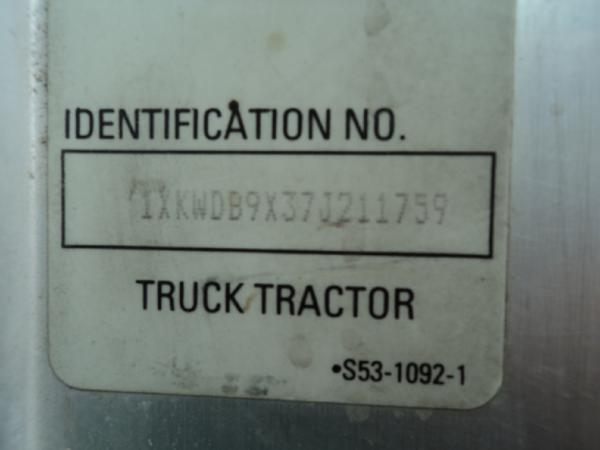 IDENTIFICATION NO.
1XKWDB9X37J211759
TRUCK TRACTOR
•S53-1092-1